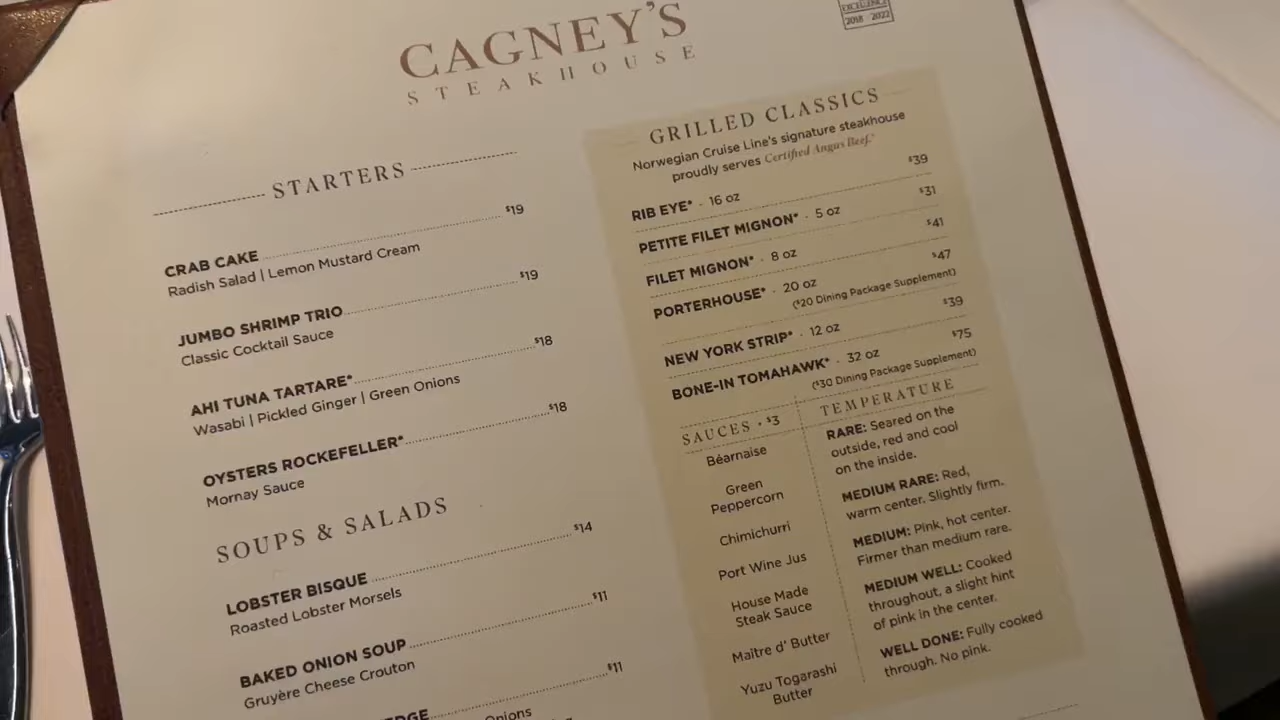 CAGNEY'S
STEAKHOUSE
EXCELLENCE
2018 2022
STARTERS
CRAB CAKE $19
Radish Salad | Lemon Mustard Cream
JUMBO SHRIMP TRIO $19
Classic Cocktail Sauce
AHI TUNA TARTARE* $18
Wasabi | Pickled Ginger | Green Onions
OYSTERS ROCKEFELLER* $18
Mornay Sauce
SOUPS & SALADS
LOBSTER BISQUE $14
Roasted Lobster Morsels
BAKED ONION SOUP $11
Gruyère Cheese Crouton
$11
Onions
GRILLED CLASSICS
Norwegian Cruise Line's signature steakhouse
proudly serves Certified Angus Beef.®
RIB EYE* · 16 oz $39
PETITE FILET MIGNON* · 5 oz $31
FILET MIGNON* · 8 oz $41
PORTERHOUSE* · 20 oz $47
($20 Dining Package Supplement)
NEW YORK STRIP* · 12 oz $39
BONE-IN TOMAHAWK* · 32 oz $75
($30 Dining Package Supplement)
SAUCES · $3
Béarnaise
Green
Peppercorn
Chimichurri
Port Wine Jus
House Made
Steak Sauce
Maître d' Butter
Yuzu Togarashi
Butter
TEMPERATURE
RARE: Seared on the
outside, red and cool
on the inside.
MEDIUM RARE: Red,
warm center. Slightly firm.
MEDIUM: Pink, hot center.
Firmer than medium rare.
MEDIUM WELL: Cooked
throughout, a slight hint
of pink in the center.
WELL DONE: Fully cooked
through. No pink.